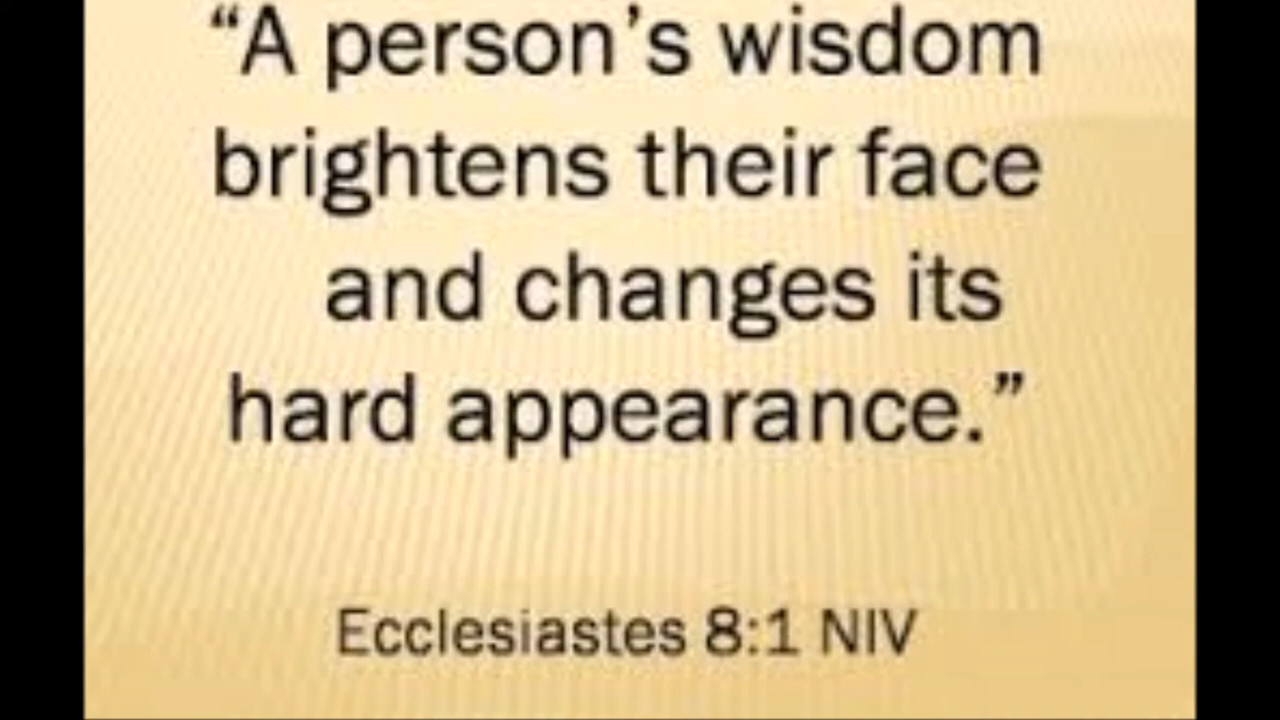 “A person’s wisdom
brightens their face
and changes its
hard appearance.”
Ecclesiastes 8:1 NIV